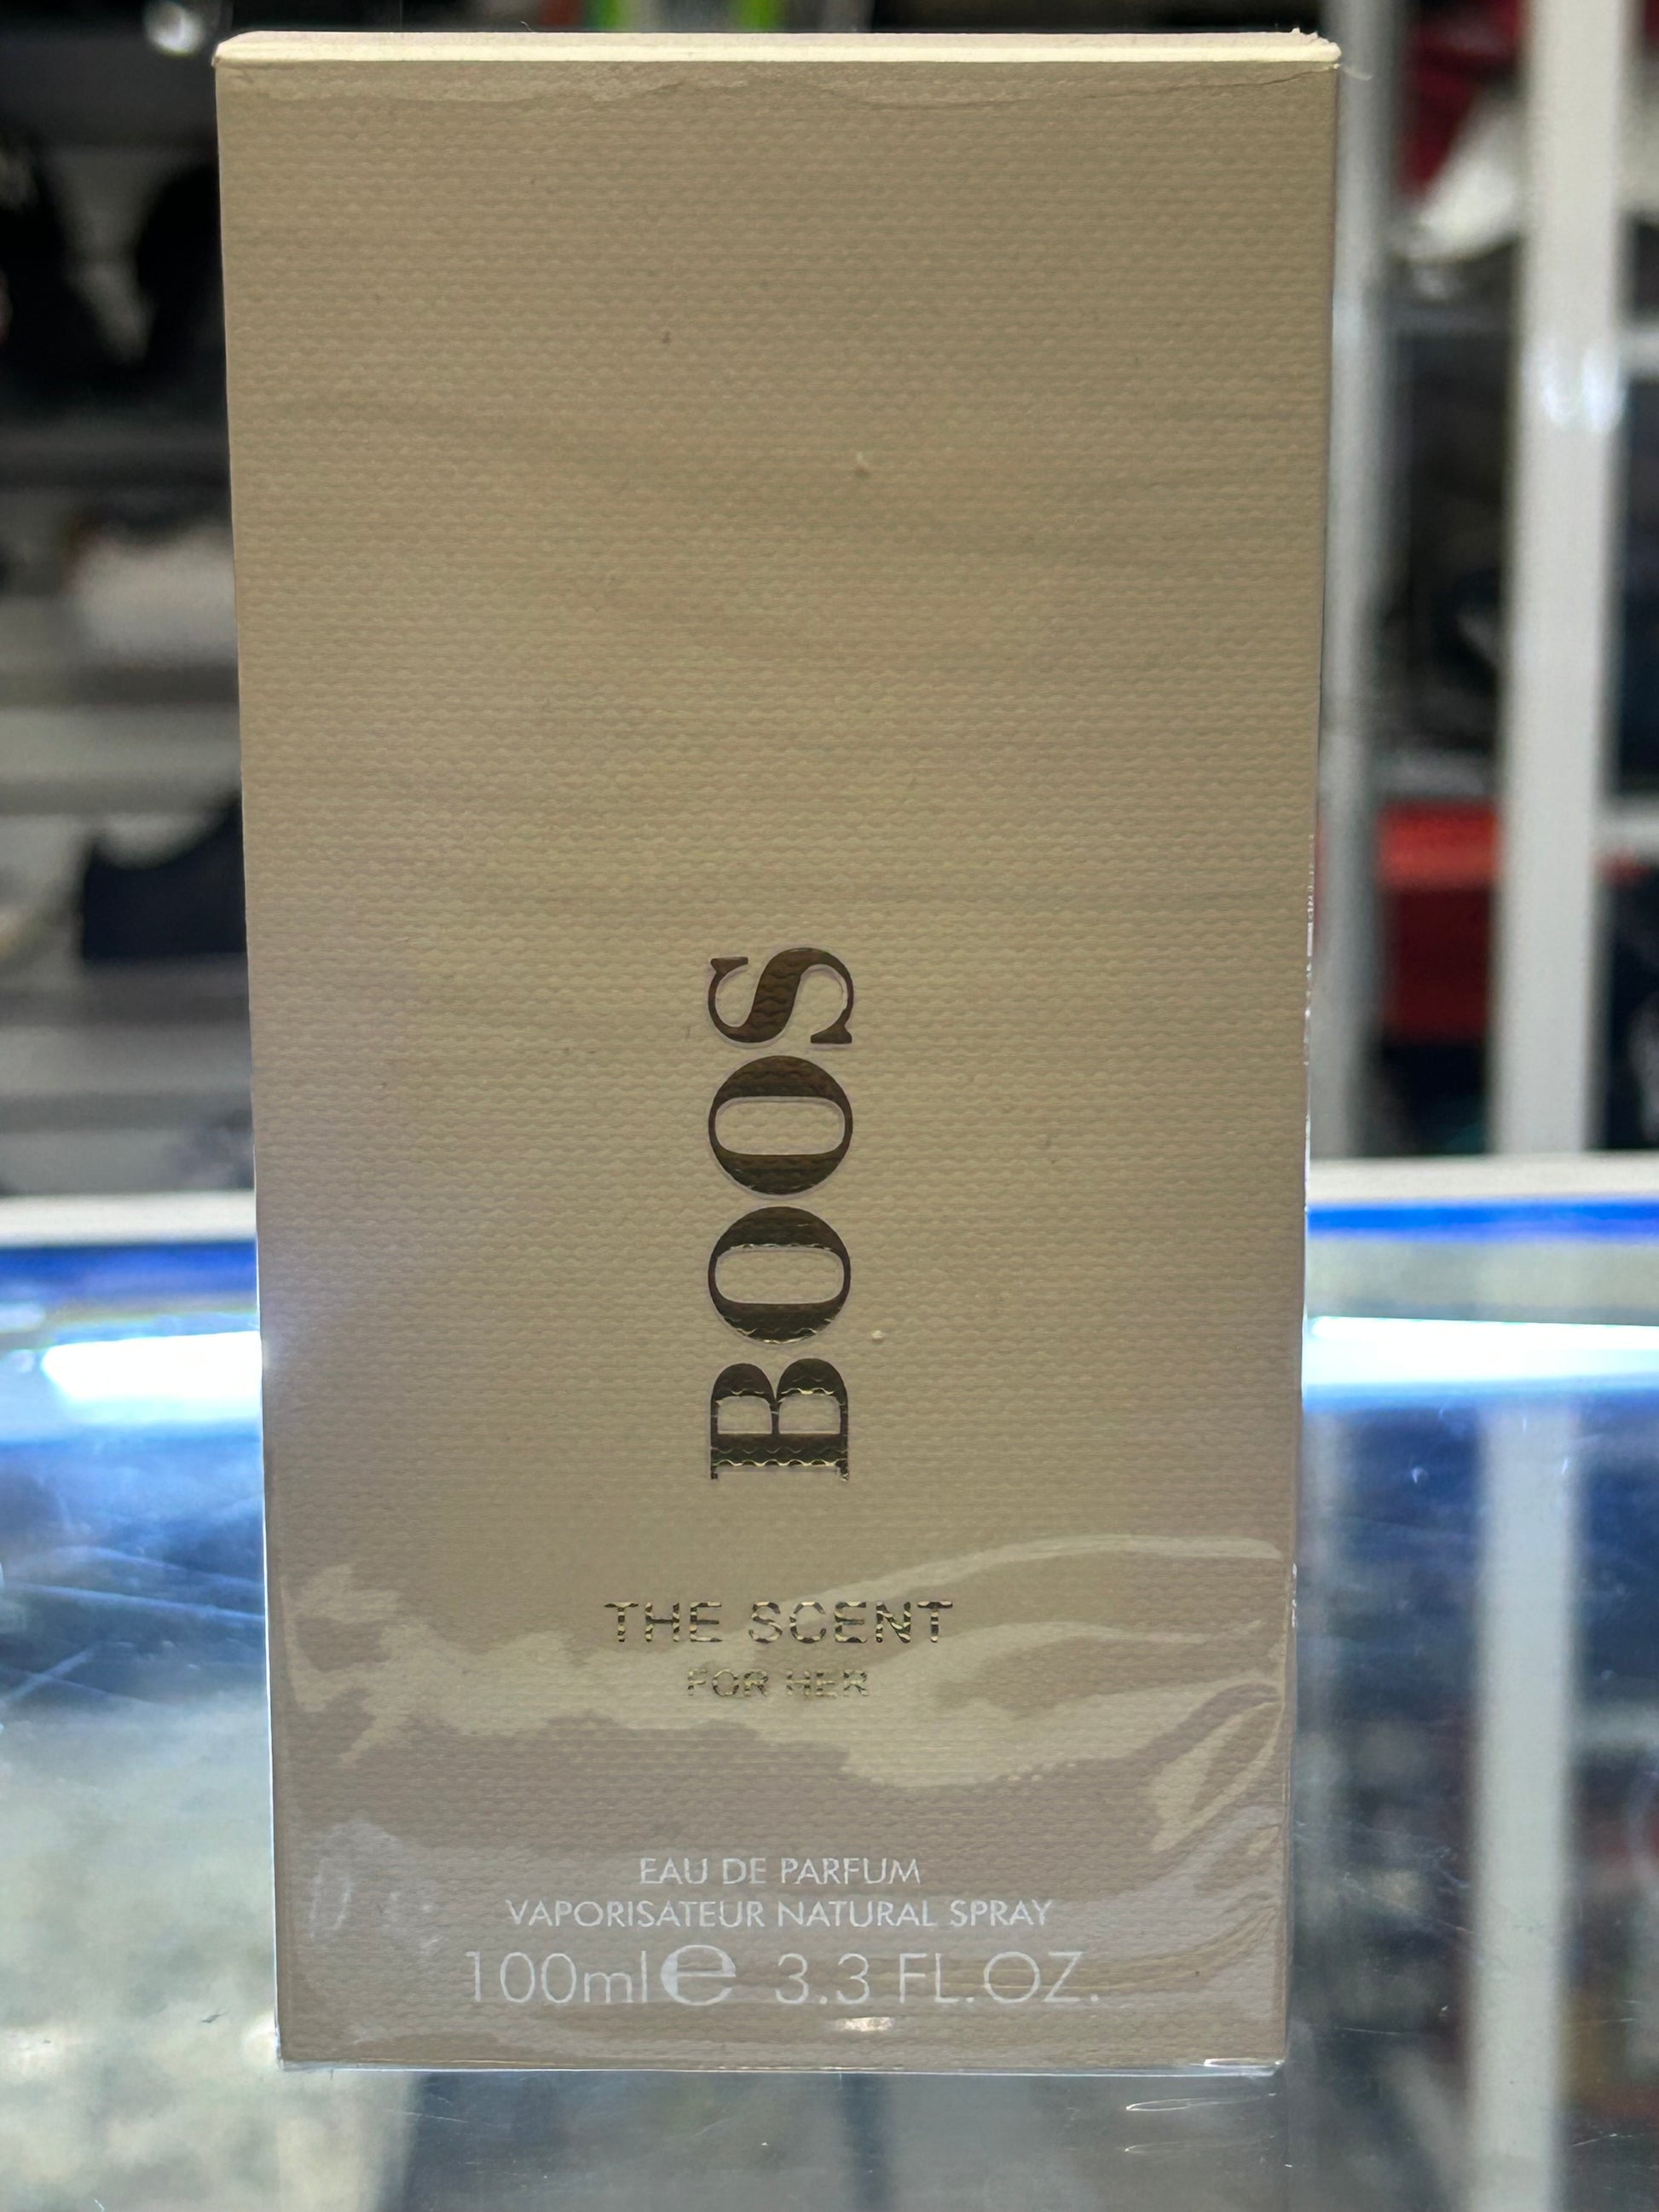 BOOS
THE SCENT
FOR HER
EAU DE PARFUM
VAPORISATEUR NATURAL SPRAY
100ml e 3.3 FL.OZ.